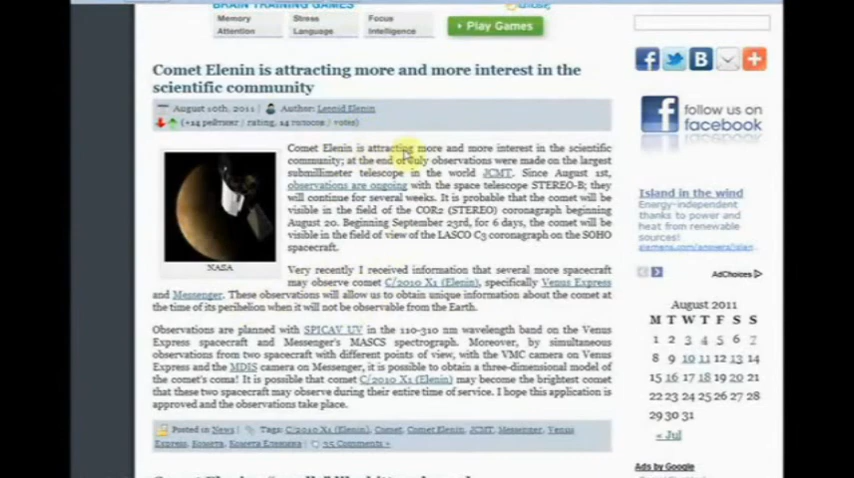 BRAIN TRAINING GAMES
Memory Stress Focus
Attention Language Intelligence
Play Games
Comet Elenin is attracting more and more interest in the
scientific community
August 10th, 2011 | Author: Leonid Elenin
(+14 рейтинг / rating, 14 голосов / votes)
Comet Elenin is attracting more and more interest in the scientific
community; at the end of July observations were made on the largest
submillimeter telescope in the world JCMT. Since August 1st,
observations are ongoing with the space telescope STEREO-B; they
will continue for several weeks. It is probable that the comet will be
visible in the field of the COR2 (STEREO) coronagraph beginning
August 20. Beginning September 23rd, for 6 days, the comet will be
visible in the field of view of the LASCO C3 coronagraph on the SOHO
spacecraft.
NASA
Very recently I received information that several more spacecraft
may observe comet C/2010 X1 (Elenin), specifically Venus Express
and Messenger. These observations will allow us to obtain unique information about the comet at
the time of its perihelion when it will not be observable from the Earth.
Observations are planned with SPICAV UV in the 110-310 nm wavelength band on the Venus
Express spacecraft and Messenger's MASCS spectrograph. Moreover, by simultaneous
observations from two spacecraft with different points of view, with the VMC camera on Venus
Express and the MDIS camera on Messenger, it is possible to obtain a three-dimensional model of
the comet's coma! It is possible that comet C/2010 X1 (Elenin) may become the brightest comet
that these two spacecraft may observe during their entire time of service. I hope this application is
approved and the observations take place.
Posted in News | Tags: C/2010 X1 (Elenin), Comet, Comet Elenin, JCMT, Messenger, Venus
Express, Комета, Комета Еленина | 35 Comments »
follow us on
facebook
Island in the wind
Energy-independent
thanks to power and
heat from renewable
sources!
AdChoices
August 2011
M T W T F S S
1 2 3 4 5 6 7
8 9 10 11 12 13 14
15 16 17 18 19 20 21
22 23 24 25 26 27 28
29 30 31
« Jul
Ads by Google